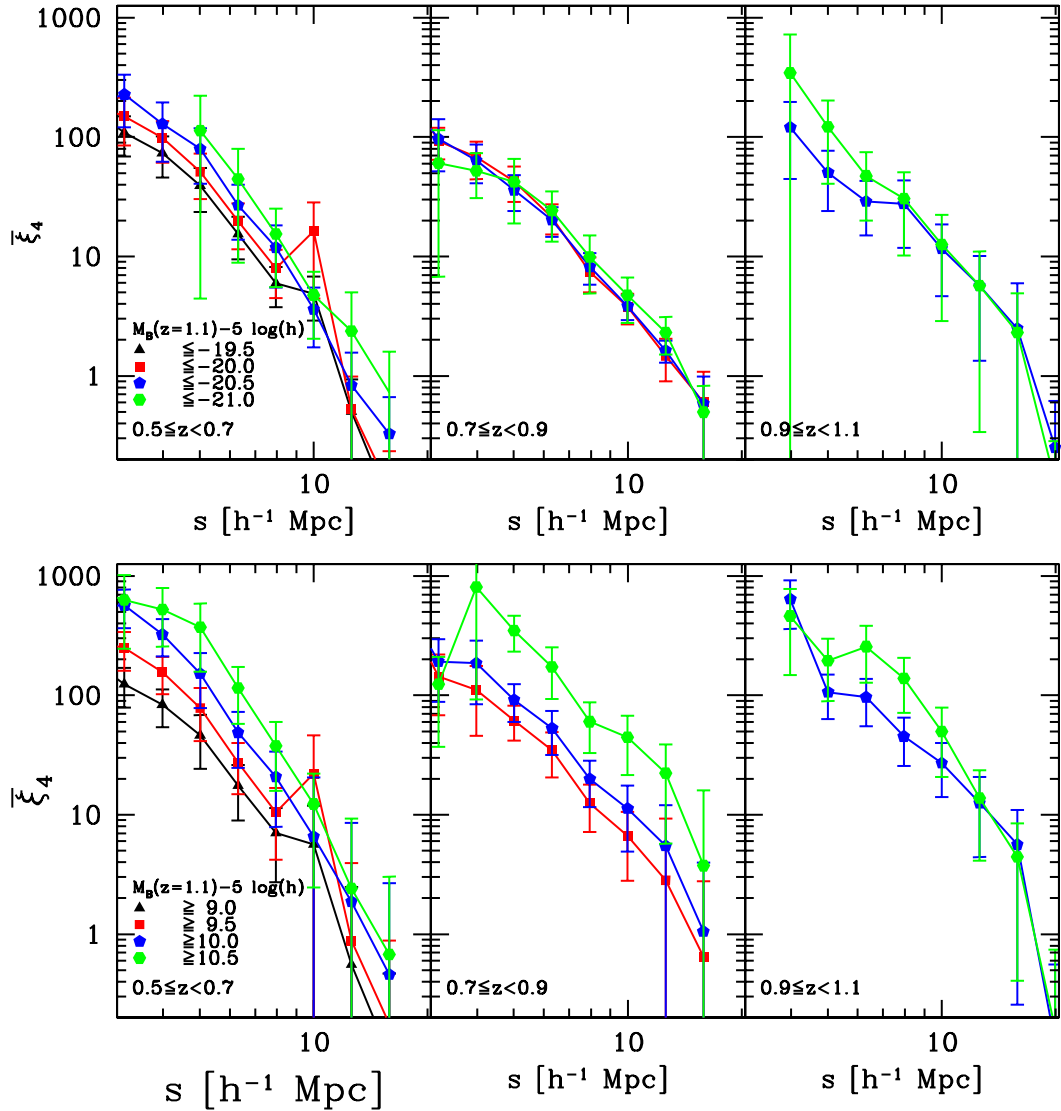 1000
100
10
1
ξ̄₄
M_B(z=1.1)−5 log(h)
≦−19.5
≦−20.0
≦−20.5
≦−21.0
0.5≦z<0.7
0.7≦z<0.9
0.9≦z<1.1
10
10
10
s [h⁻¹ Mpc]
s [h⁻¹ Mpc]
s [h⁻¹ Mpc]
1000
100
10
1
ξ̄₄
M_B(z=1.1)−5 log(h)
≧ 9.0
≧ 9.5
≧10.0
≧10.5
0.5≦z<0.7
0.7≦z<0.9
0.9≦z<1.1
10
10
10
s [h⁻¹ Mpc]
s [h⁻¹ Mpc]
s [h⁻¹ Mpc]